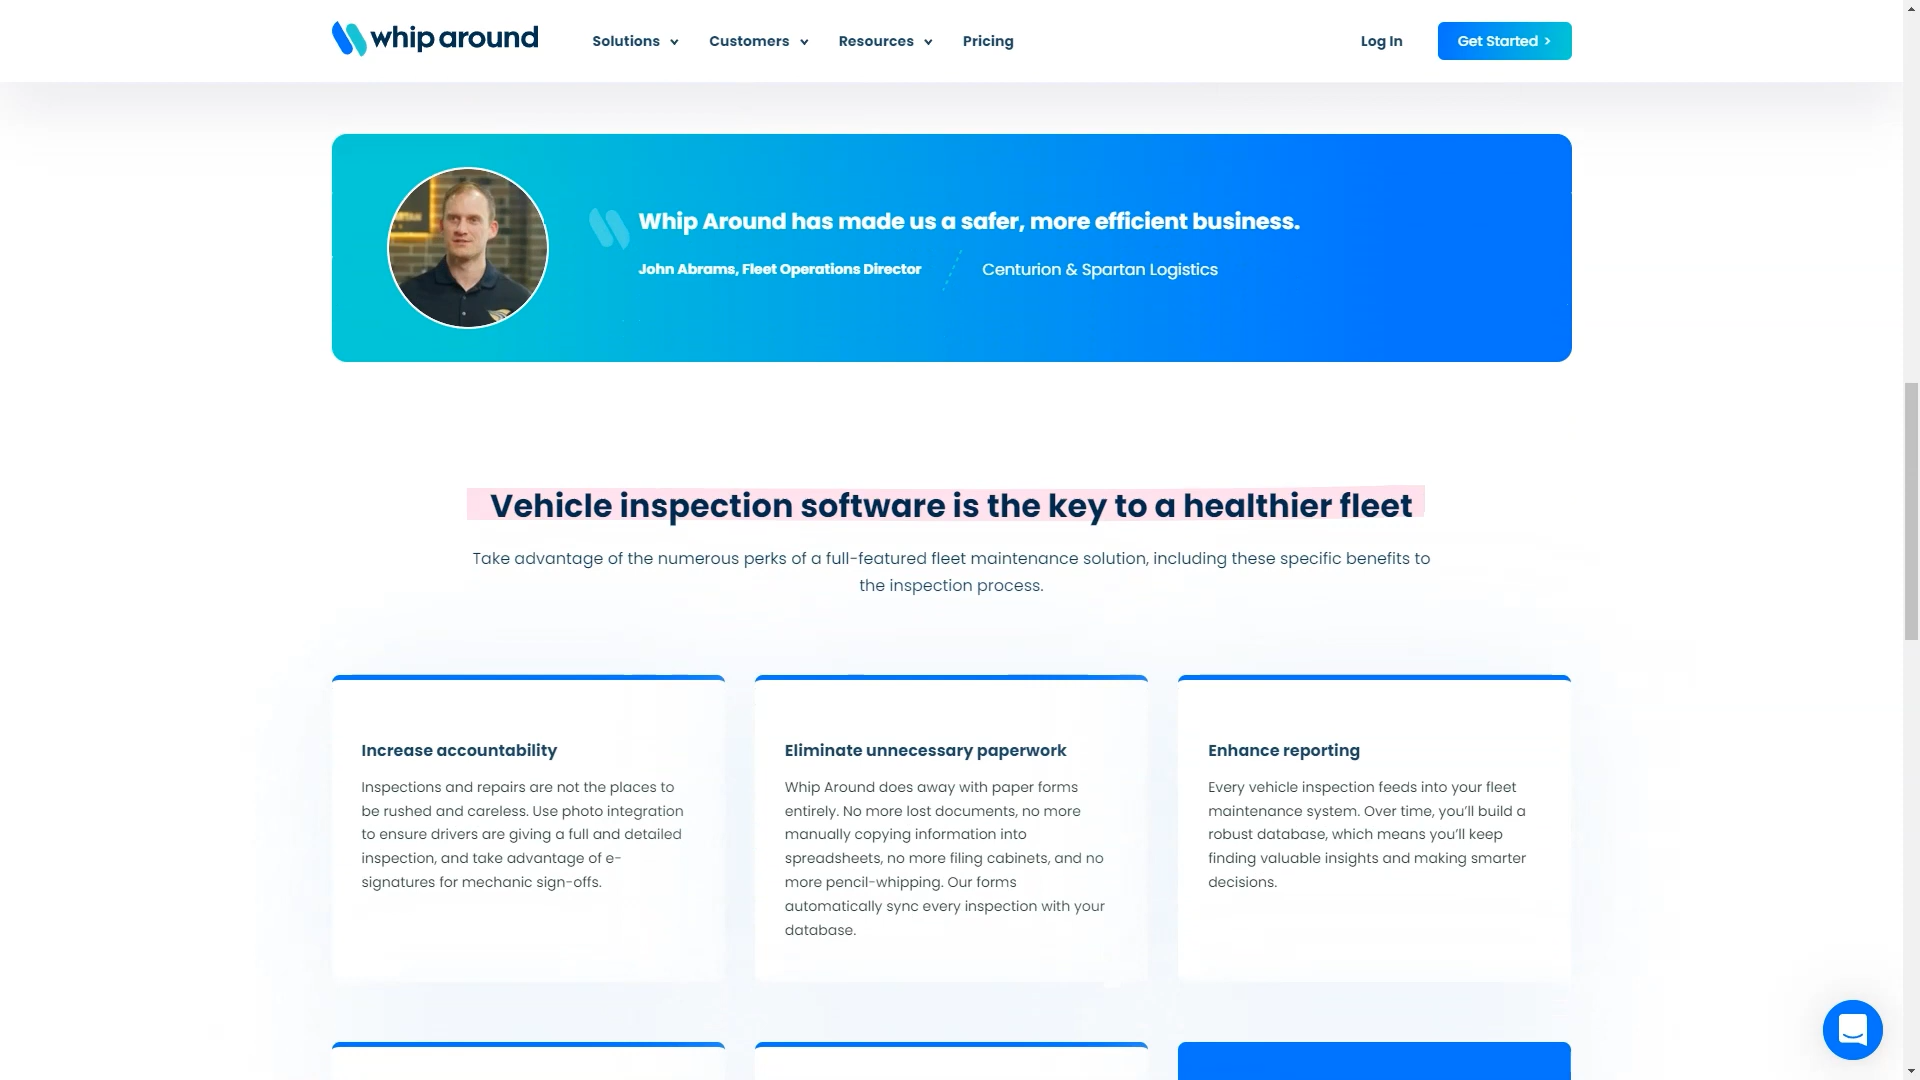 whip around
Solutions
Customers
Resources
Pricing
Log In
Get Started >
Whip Around has made us a safer, more efficient business.
John Abrams, Fleet Operations Director
Centurion & Spartan Logistics
Vehicle inspection software is the key to a healthier fleet
Take advantage of the numerous perks of a full-featured fleet maintenance solution, including these specific benefits to
the inspection process.
Increase accountability
Inspections and repairs are not the places to
be rushed and careless. Use photo integration
to ensure drivers are giving a full and detailed
inspection, and take advantage of e-
signatures for mechanic sign-offs.
Eliminate unnecessary paperwork
Whip Around does away with paper forms
entirely. No more lost documents, no more
manually copying information into
spreadsheets, no more filing cabinets, and no
more pencil-whipping. Our forms
automatically sync every inspection with your
database.
Enhance reporting
Every vehicle inspection feeds into your fleet
maintenance system. Over time, you’ll build a
robust database, which means you’ll keep
finding valuable insights and making smarter
decisions.